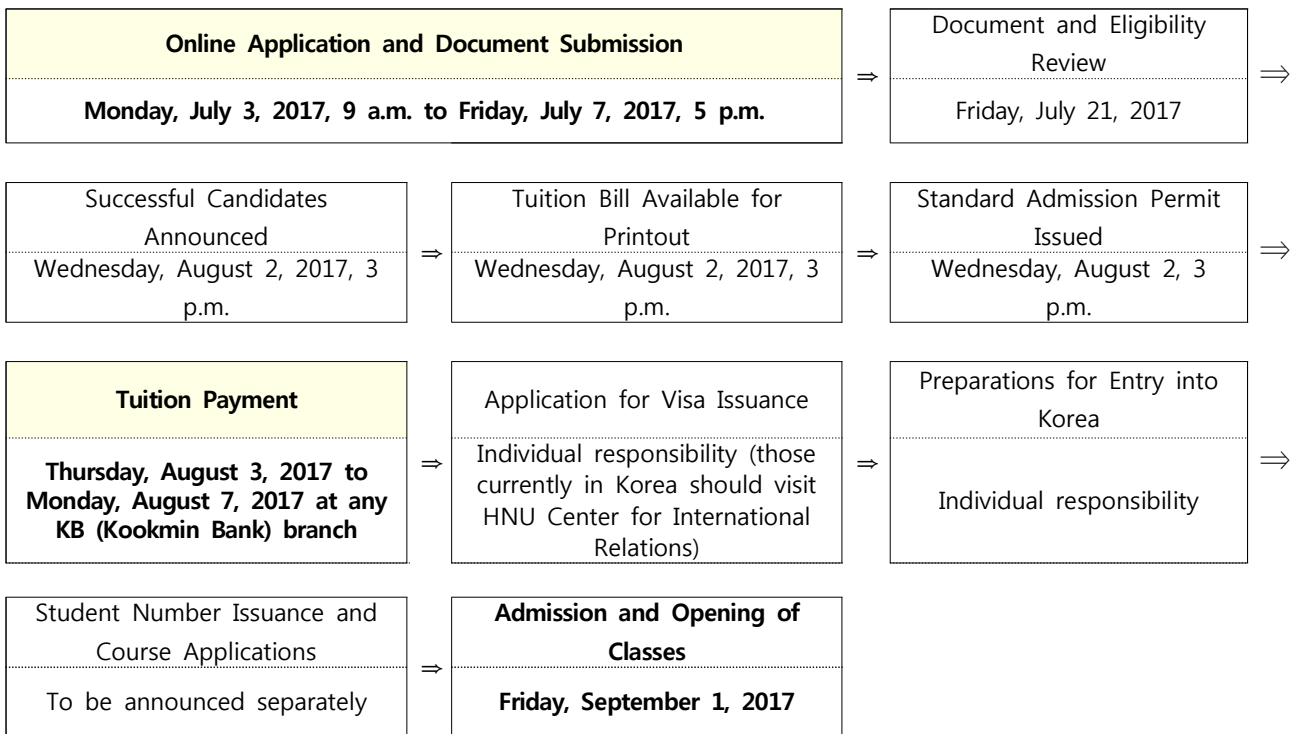 Online Application and Document Submission
Monday, July 3, 2017, 9 a.m. to Friday, July 7, 2017, 5 p.m.
⇒
Document and Eligibility
Review
Friday, July 21, 2017
⇒
Successful Candidates
Announced
Wednesday, August 2, 2017, 3
p.m.
⇒
Tuition Bill Available for
Printout
Wednesday, August 2, 2017, 3
p.m.
⇒
Standard Admission Permit
Issued
Wednesday, August 2, 3
p.m.
⇒
Tuition Payment
Thursday, August 3, 2017 to
Monday, August 7, 2017 at any
KB (Kookmin Bank) branch
⇒
Application for Visa Issuance
Individual responsibility (those
currently in Korea should visit
HNU Center for International
Relations)
⇒
Preparations for Entry into
Korea
Individual responsibility
⇒
Student Number Issuance and
Course Applications
To be announced separately
⇒
Admission and Opening of
Classes
Friday, September 1, 2017